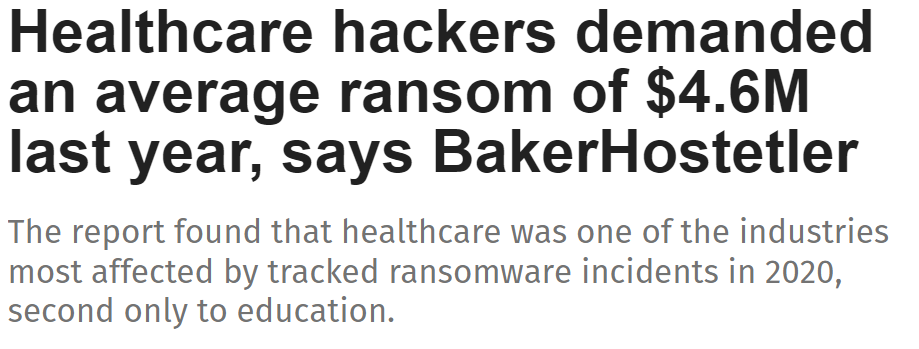 Healthcare hackers demanded
an average ransom of $4.6M
last year, says BakerHostetler
The report found that healthcare was one of the industries
most affected by tracked ransomware incidents in 2020,
second only to education.